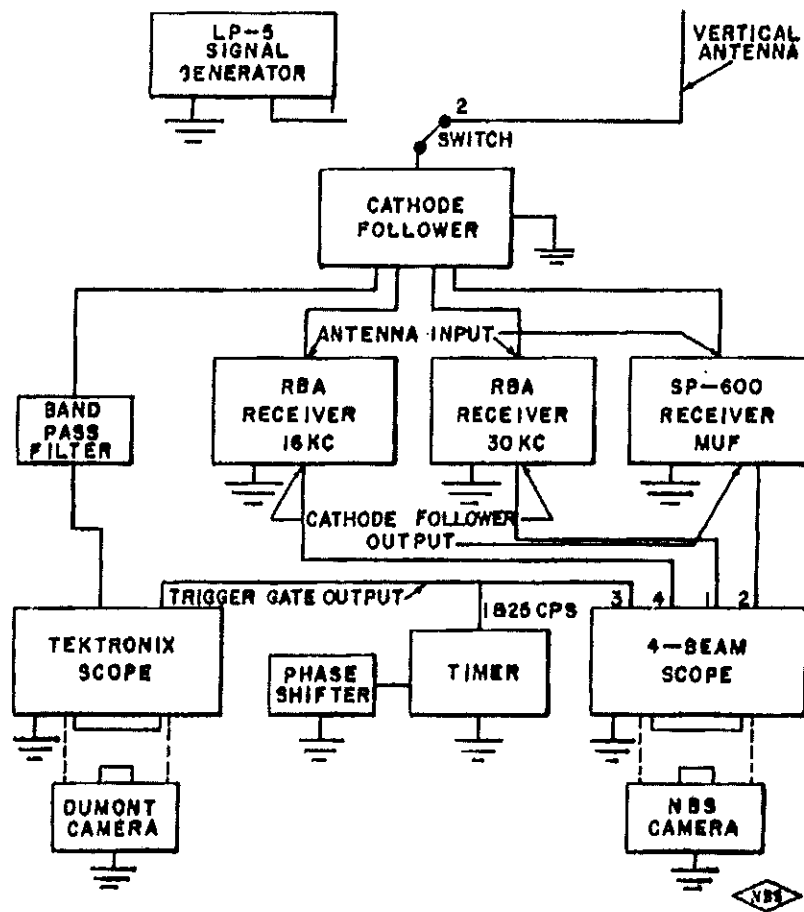 LP-5
SIGNAL
GENERATOR
VERTICAL
ANTENNA
2
SWITCH
CATHODE
FOLLOWER
ANTENNA INPUT
RBA
RECEIVER
16 KC
RBA
RECEIVER
30 KC
SP-600
RECEIVER
MUF
BAND
PASS
FILTER
CATHODE FOLLOWER
OUTPUT
TRIGGER GATE OUTPUT
1&25 CPS
3 4 1 2
TEKTRONIX
SCOPE
PHASE
SHIFTER
TIMER
4-BEAM
SCOPE
DUMONT
CAMERA
NBS
CAMERA
NBS